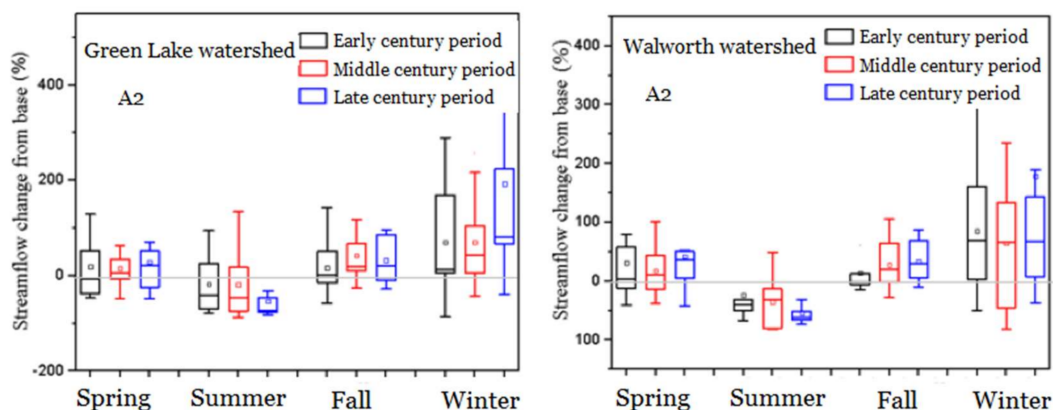 Streamflow change from base (%)
Green Lake watershed
A2
Early century period
Middle century period
Late century period
400
200
0
-200
Spring Summer Fall Winter
Streamflow change from base (%)
Walworth watershed
A2
Early century period
Middle century period
Late century period
400
300
200
100
0
100
Spring Summer Fall Winter